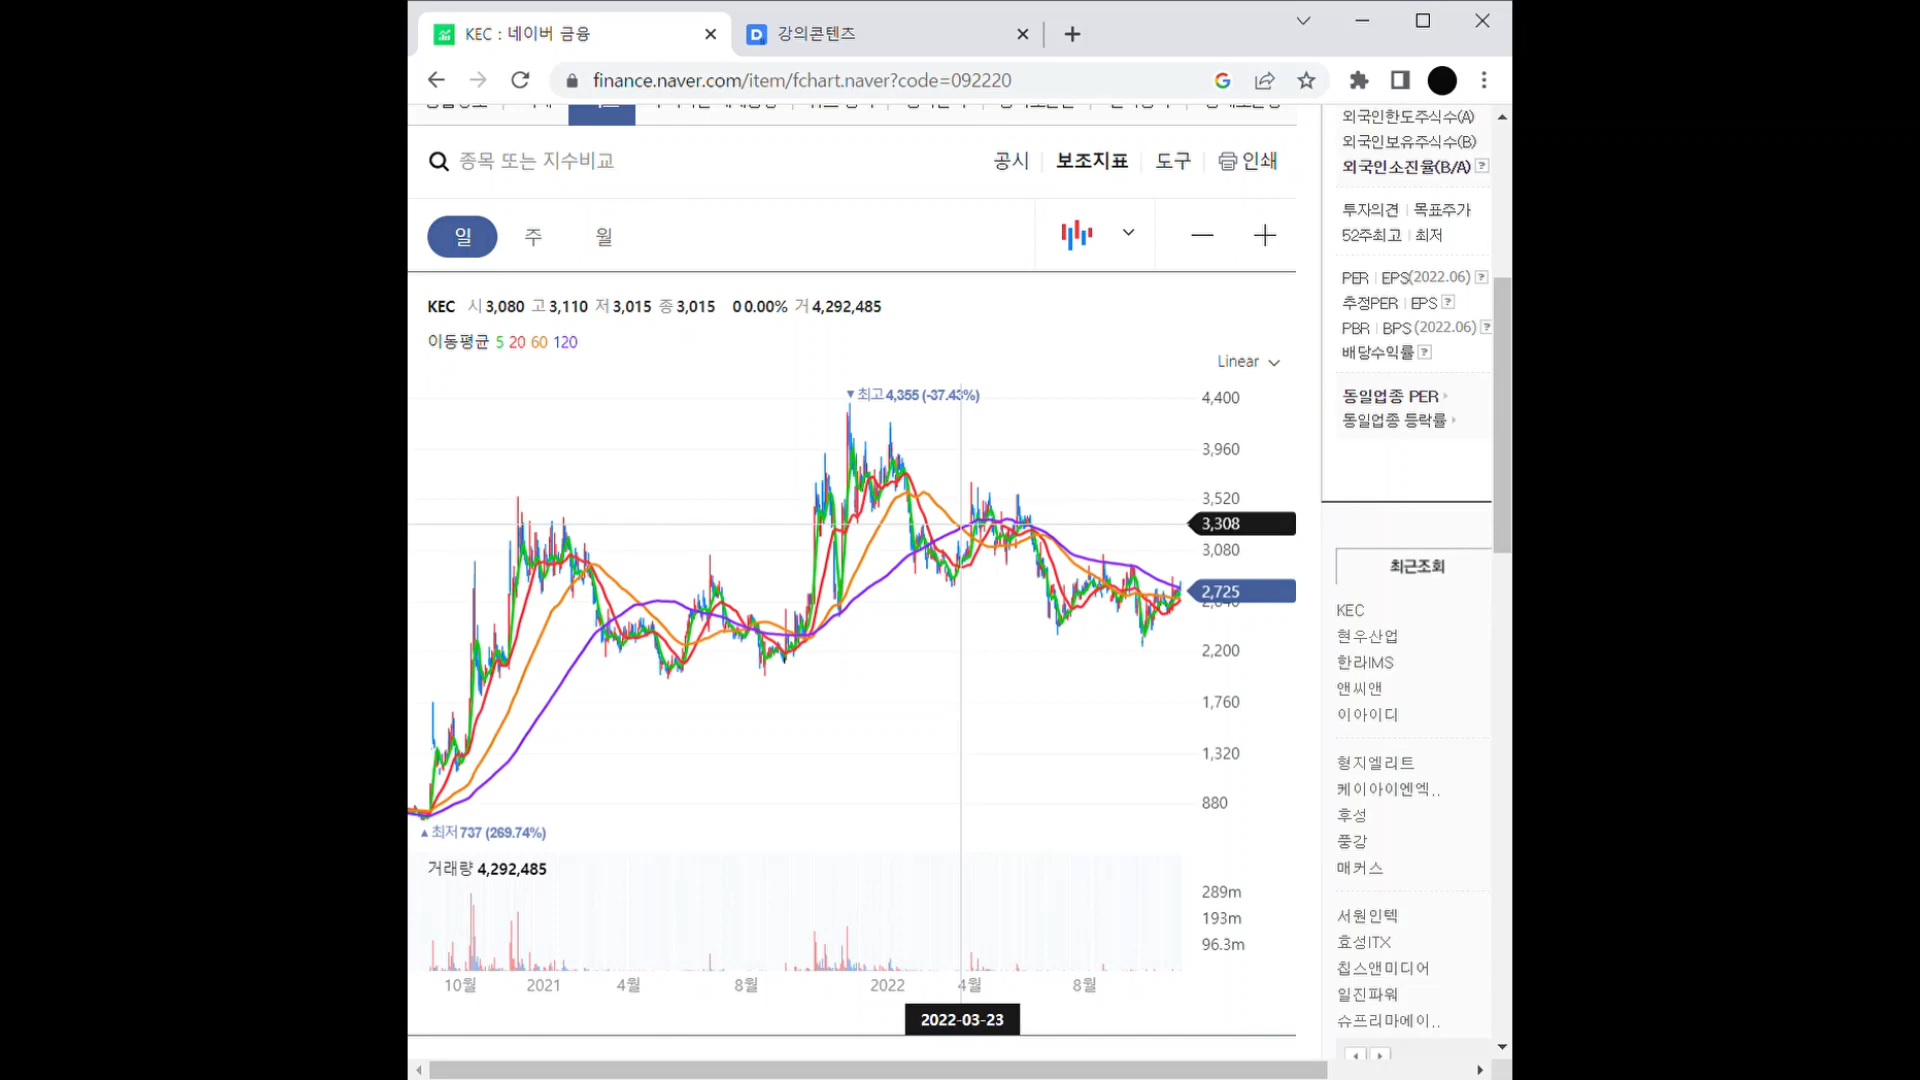 KEC : 네이버 금융
강의콘텐츠
finance.naver.com/item/fchart.naver?code=092220
종목 또는 지수비교
공시 보조지표 도구 인쇄
일 주 월
KEC 시 3,080 고 3,110 저 3,015 종 3,015 0 0.00% 거 4,292,485
이동평균 5 20 60 120
Linear
▼최고 4,355 (-37.43%)
4,400
3,960
3,520
3,308
3,080
2,725
2,200
1,760
1,320
880
▲최저 737 (269.74%)
거래량 4,292,485
289m
193m
96.3m
10월 2021 4월 8월 2022 4월 8월
2022-03-23
외국인한도주식수(A)
외국인보유주식수(B)
외국인소진율(B/A) ?
투자의견 | 목표주가
52주최고 | 최저
PER | EPS(2022.06) ?
추정PER | EPS ?
PBR | BPS (2022.06) ?
배당수익률 ?
동일업종 PER
동일업종 등락률
최근조회
KEC
현우산업
한라IMS
앤씨앤
이아이디
형지엘리트
케이아이엔엑..
후성
풍강
매커스
서원인텍
효성ITX
칩스앤미디어
일진파워
슈프리마에이..